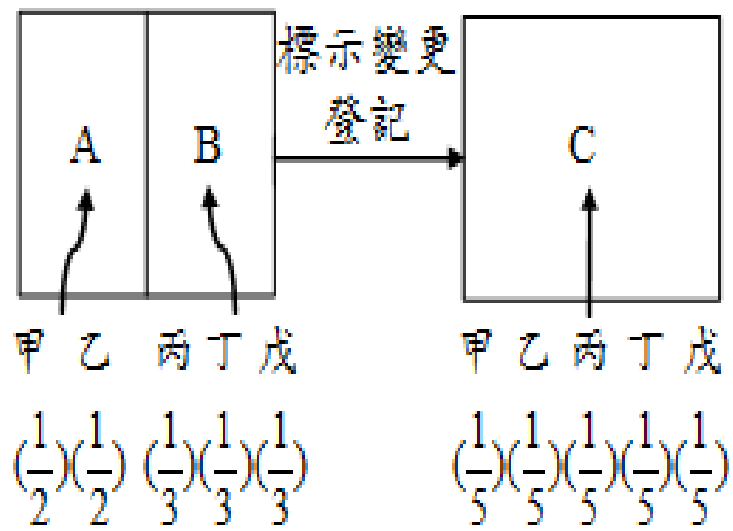 標示變更
登記
A B C
甲 乙 丙 丁 戊 甲 乙 丙 丁 戊
(1/2)(1/2) (1/3)(1/3)(1/3) (1/5)(1/5)(1/5)(1/5)(1/5)